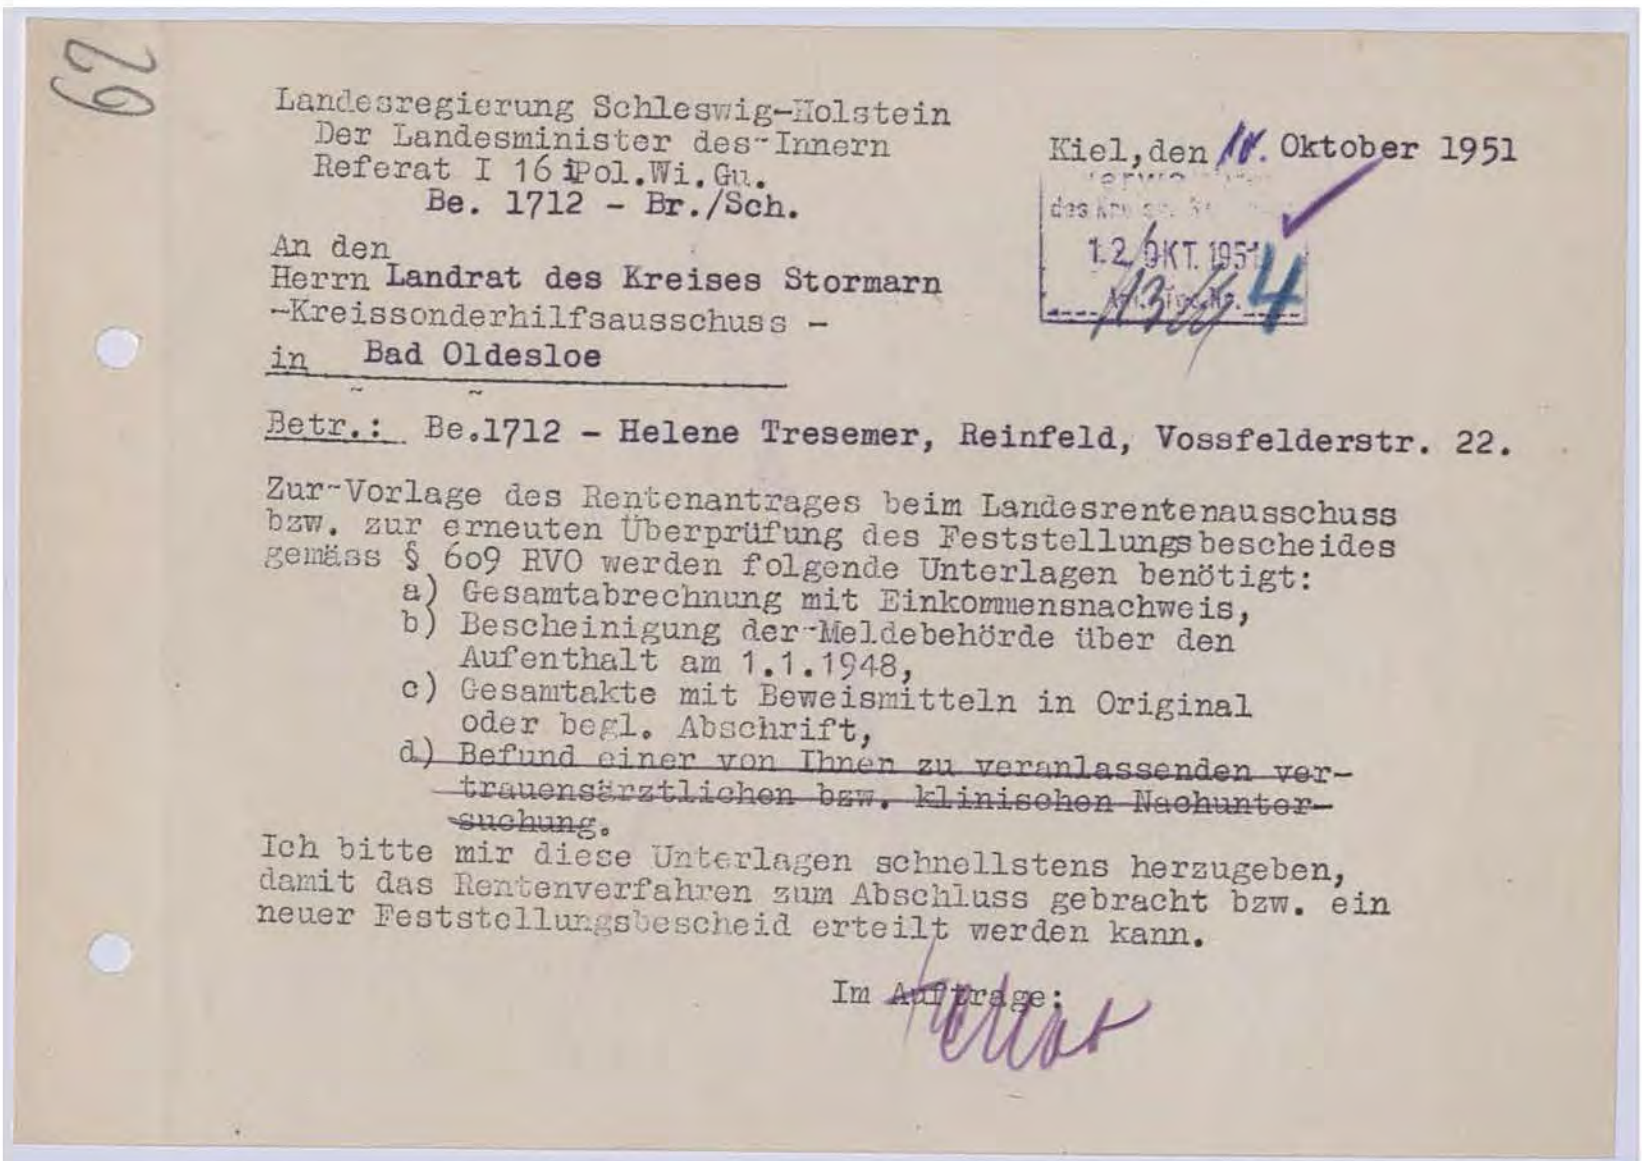 29
Landesregierung Schleswig-Holstein
Der Landesminister des Innern
Referat I 16 Pol.Wi.Gu.
Be. 1712 - Br./Sch.
Kiel, den Oktober 1951
des
12. OKT. 1951
4
An den
Herrn Landrat des Kreises Stormarn
-Kreissonderhilfsausschuss -
in Bad Oldesloe
Betr.: Be.1712 - Helene Tresemer, Reinfeld, Vossfelderstr. 22.
Zur Vorlage des Rentenantrages beim Landesrentenausschuss
bzw. zur erneuten Überprüfung des Feststellungsbescheides
gemäss § 609 RVO werden folgende Unterlagen benötigt:
a) Gesamtabrechnung mit Einkommensnachweis,
b) Bescheinigung der Meldebehörde über den
Aufenthalt am 1.1.1948,
c) Gesamtakte mit Beweismitteln in Original
oder begl. Abschrift,
d) Befund einer von Ihnen zu veranlassenden ver-
trauensärztlichen bzw. klinischen Nachunter-
suchung.
Ich bitte mir diese Unterlagen schnellstens herzugeben,
damit das Rentenverfahren zum Abschluss gebracht bzw. ein
neuer Feststellungsbescheid erteilt werden kann.
Im Auftrage: